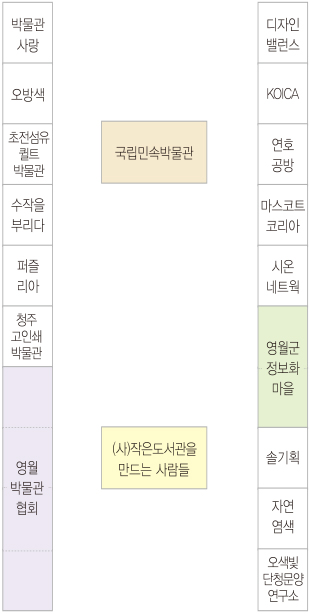 박물관
사랑
오방색
초전섬유
퀼트
박물관
수작을
부리다
퍼즐
리아
청주
고인쇄
박물관
영월
박물관
협회
국립민속박물관
(사)작은도서관을
만드는 사람들
디자인
밸런스
KOICA
연호
공방
마스코트
코리아
시온
네트웍
영월군
정보화
마을
솔기획
자연
염색
오색빛
단청문양
연구소